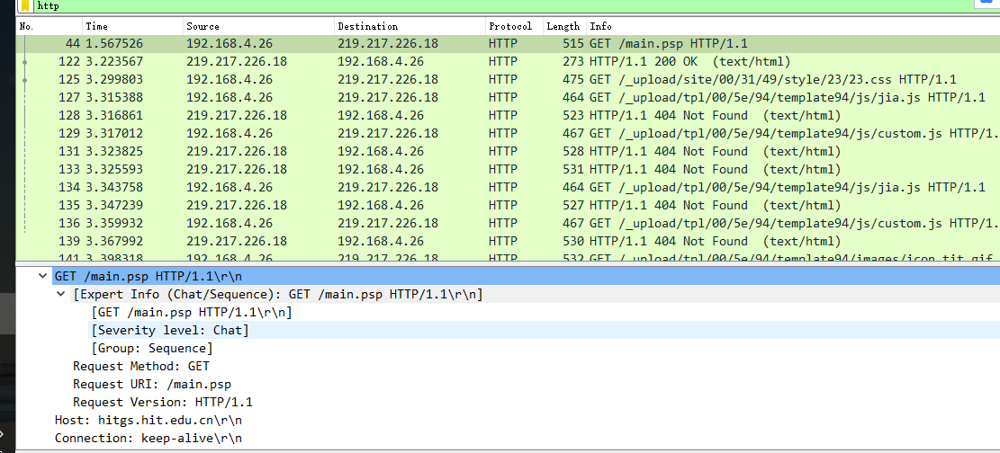 http
No. Time Source Destination Protocol Length Info
44 1.567526 192.168.4.26 219.217.226.18 HTTP 515 GET /main.psp HTTP/1.1
122 3.223567 219.217.226.18 192.168.4.26 HTTP 273 HTTP/1.1 200 OK (text/html)
125 3.299803 192.168.4.26 219.217.226.18 HTTP 475 GET /_upload/site/00/31/49/style/23/23.css HTTP/1.1
127 3.315388 192.168.4.26 219.217.226.18 HTTP 464 GET /_upload/tpl/00/5e/94/template94/js/jia.js HTTP/1.1
128 3.316861 219.217.226.18 192.168.4.26 HTTP 523 HTTP/1.1 404 Not Found (text/html)
129 3.317012 192.168.4.26 219.217.226.18 HTTP 467 GET /_upload/tpl/00/5e/94/template94/js/custom.js HTTP/1.
131 3.323825 219.217.226.18 192.168.4.26 HTTP 528 HTTP/1.1 404 Not Found (text/html)
133 3.325593 219.217.226.18 192.168.4.26 HTTP 531 HTTP/1.1 404 Not Found (text/html)
134 3.343758 192.168.4.26 219.217.226.18 HTTP 464 GET /_upload/tpl/00/5e/94/template94/js/jia.js HTTP/1.1
135 3.347239 219.217.226.18 192.168.4.26 HTTP 527 HTTP/1.1 404 Not Found (text/html)
136 3.359932 192.168.4.26 219.217.226.18 HTTP 467 GET /_upload/tpl/00/5e/94/template94/js/custom.js HTTP/1.
139 3.367992 219.217.226.18 192.168.4.26 HTTP 530 HTTP/1.1 404 Not Found (text/html)
141 3.398318 192.168.4.26 219.217.226.18 HTTP 532 GET /_upload/tpl/00/5e/94/template94/images/icon_tit.gif
GET /main.psp HTTP/1.1\r\n
[Expert Info (Chat/Sequence): GET /main.psp HTTP/1.1\r\n]
[GET /main.psp HTTP/1.1\r\n]
[Severity level: Chat]
[Group: Sequence]
Request Method: GET
Request URI: /main.psp
Request Version: HTTP/1.1
Host: hitgs.hit.edu.cn\r\n
Connection: keep-alive\r\n